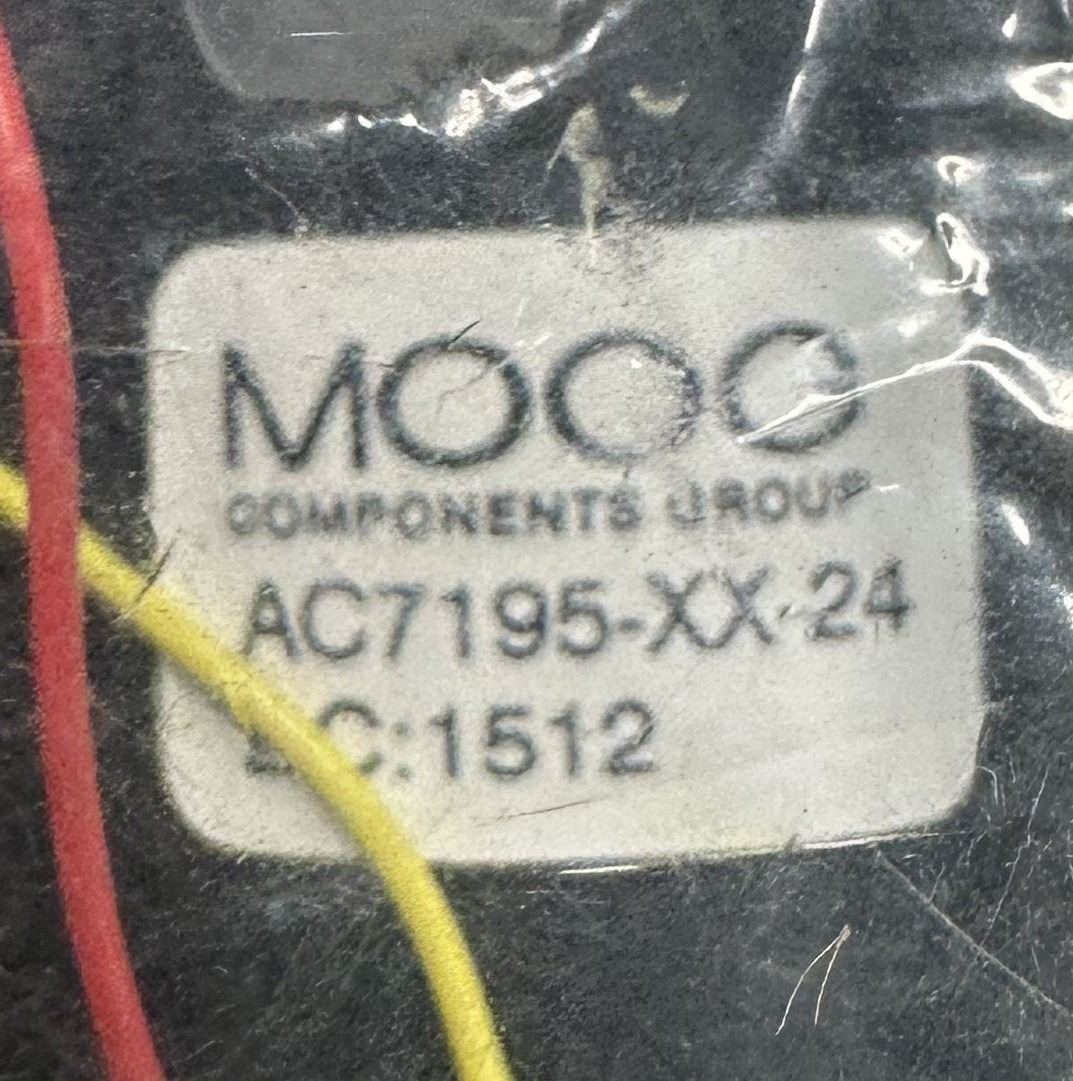 MOOG
COMPONENTS GROUP
AC7195-XX-24
D/C:1512